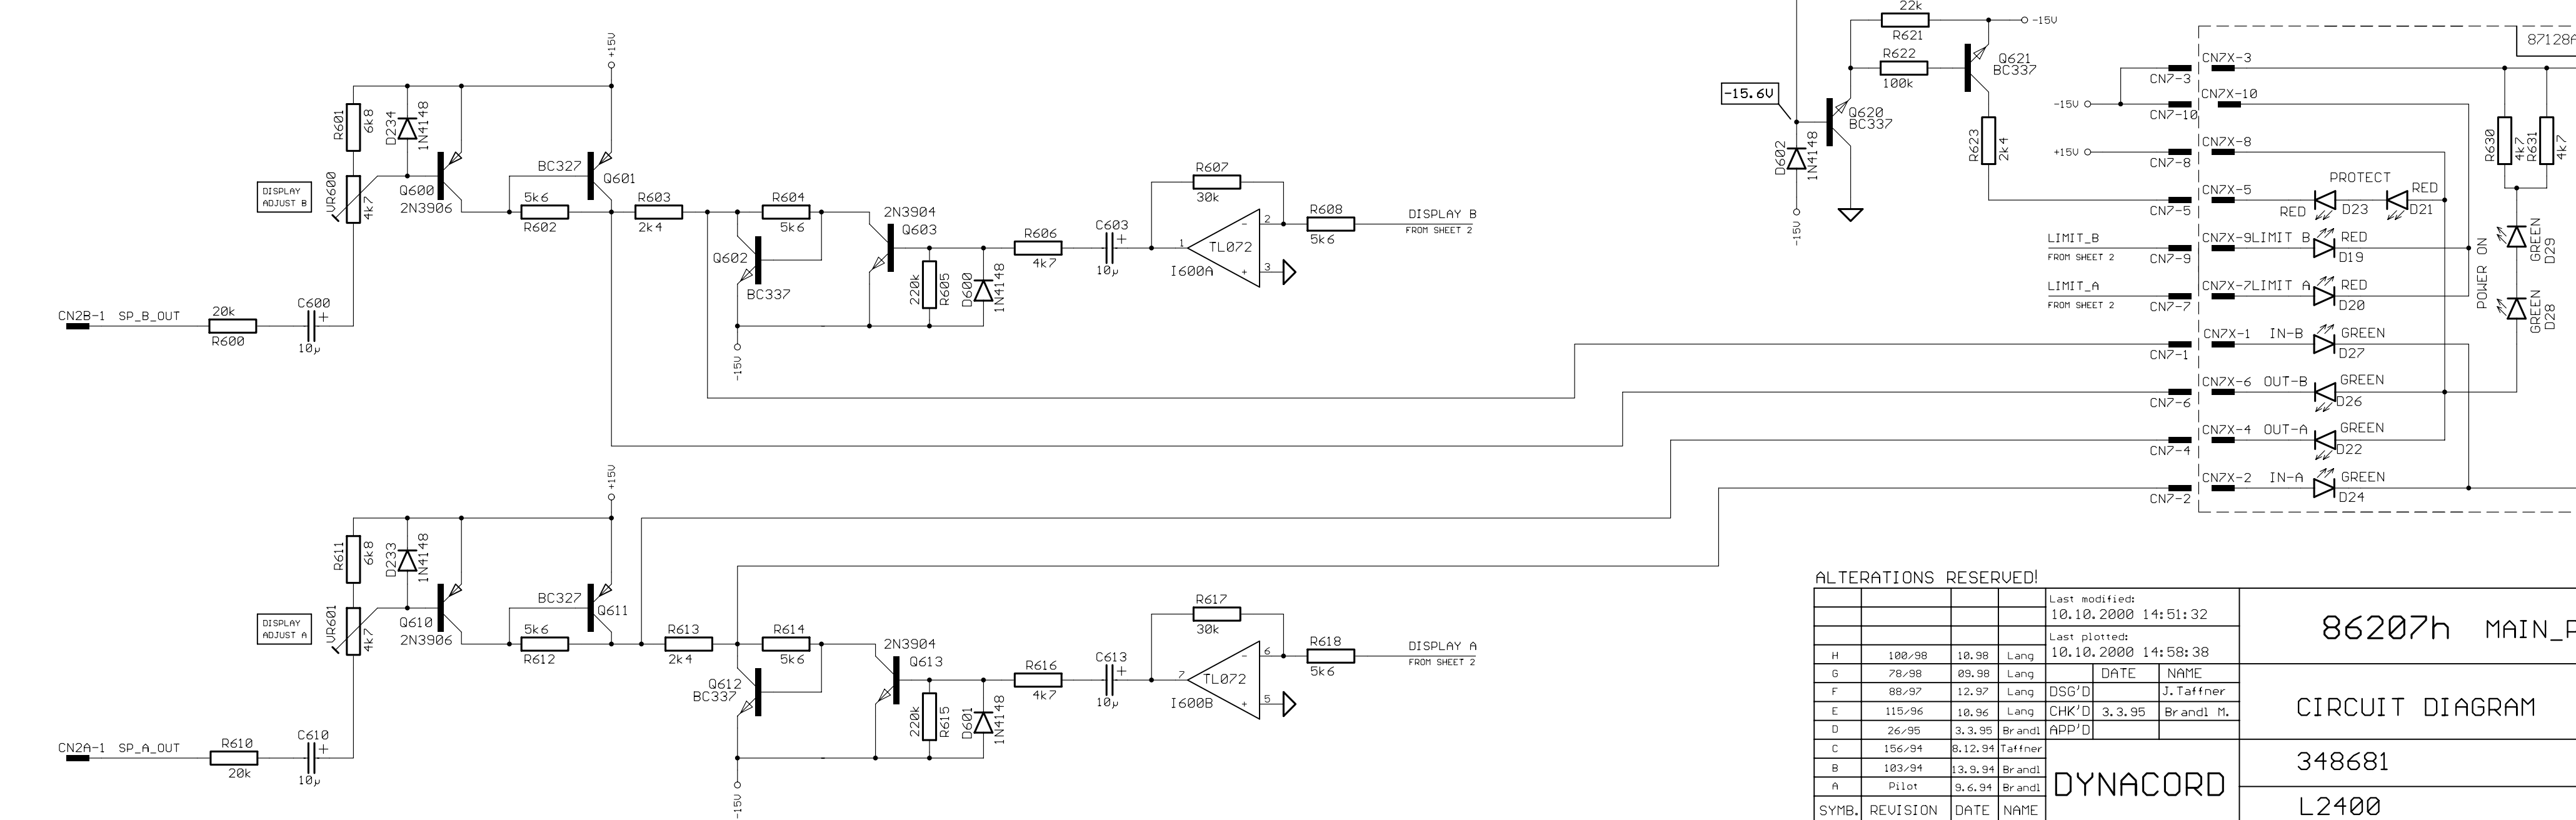 +15V
R601
6k8
D234
1N4148
DISPLAY
ADJUST B
VR600
4k7
Q600
2N3906
BC327
Q601
5k6
R602
R603
2k4
R604
5k6
2N3904
Q603
Q602
BC337
220k
R605
D600
1N4148
R606
4k7
C603
+
10µ
R607
30k
1
TL072
I600A
2
-
+
3
R608
5k6
DISPLAY B
FROM SHEET 2
-15V
CN2B-1 SP_B_OUT
20k
R600
C600
+
10µ
22k
R621
-15V
R622
100k
Q621
BC337
-15.6V
Q620
BC337
D602
1N4148
R623
2k4
-15V
87128A
CN7X-3
CN7-3
-15V
CN7X-10
CN7-10
CN7X-8
+15V
CN7-8
CN7X-5
CN7-5
PROTECT
RED
D23
RED
D21
LIMIT_B
FROM SHEET 2
CN7X-9
CN7-9
LIMIT B
RED
D19
LIMIT_A
FROM SHEET 2
CN7X-7
CN7-7
LIMIT A
RED
D20
CN7X-1
CN7-1
IN-B
GREEN
D27
CN7X-6
CN7-6
OUT-B
GREEN
D26
CN7X-4
CN7-4
OUT-A
GREEN
D22
CN7X-2
CN7-2
IN-A
GREEN
D24
R630
4k7
R631
4k7
POWER ON
GREEN
D29
GREEN
D28
+15V
R611
6k8
D233
1N4148
DISPLAY
ADJUST A
VR601
4k7
Q610
2N3906
BC327
Q611
5k6
R612
R613
2k4
R614
5k6
2N3904
Q613
Q612
BC337
220k
R615
D601
1N4148
R616
4k7
C613
+
10µ
R617
30k
7
TL072
I600B
6
-
+
5
R618
5k6
DISPLAY A
FROM SHEET 2
-15V
CN2A-1 SP_A_OUT
R610
20k
C610
+
10µ
ALTERATIONS RESERVED!
Last modified:
10.10.2000 14:51:32
Last plotted:
10.10.2000 14:58:38
H 100/98 10.98 Lang
G 78/98 09.98 Lang
F 88/97 12.97 Lang
E 115/96 10.96 Lang
D 26/95 3.3.95 Brandl
C 156/94 8.12.94 Taffner
B 103/94 13.9.94 Brandl
A Pilot 9.6.94 Brandl
SYMB. REVISION DATE NAME
DATE NAME
DSG'D J.Taffner
CHK'D 3.3.95 Brandl M.
APP'D
DYNACORD
86207h MAIN_P
CIRCUIT DIAGRAM
348681
L2400